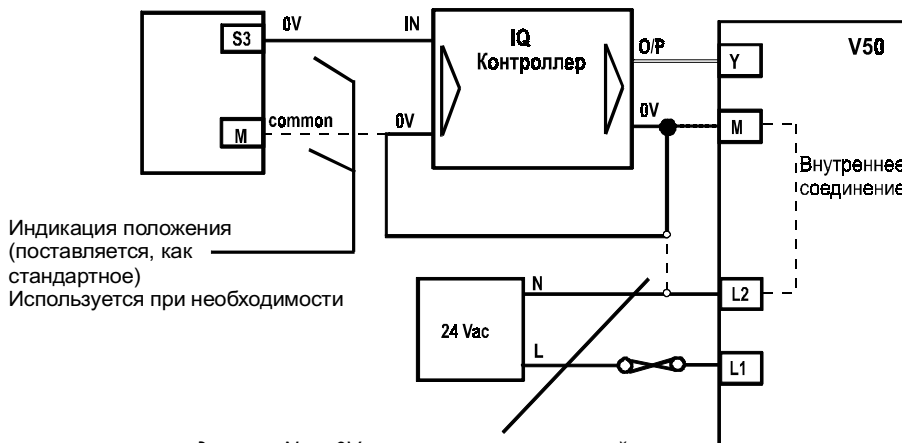 S3
0V
IN
IQ
Контроллер
O/P
Y
V50
M
common
0V
0V
M
Внутреннее
соединение
Индикация положения
(поставляется, как
стандартное)
Используется при необходимости
24 Vac
N
L
L2
L1